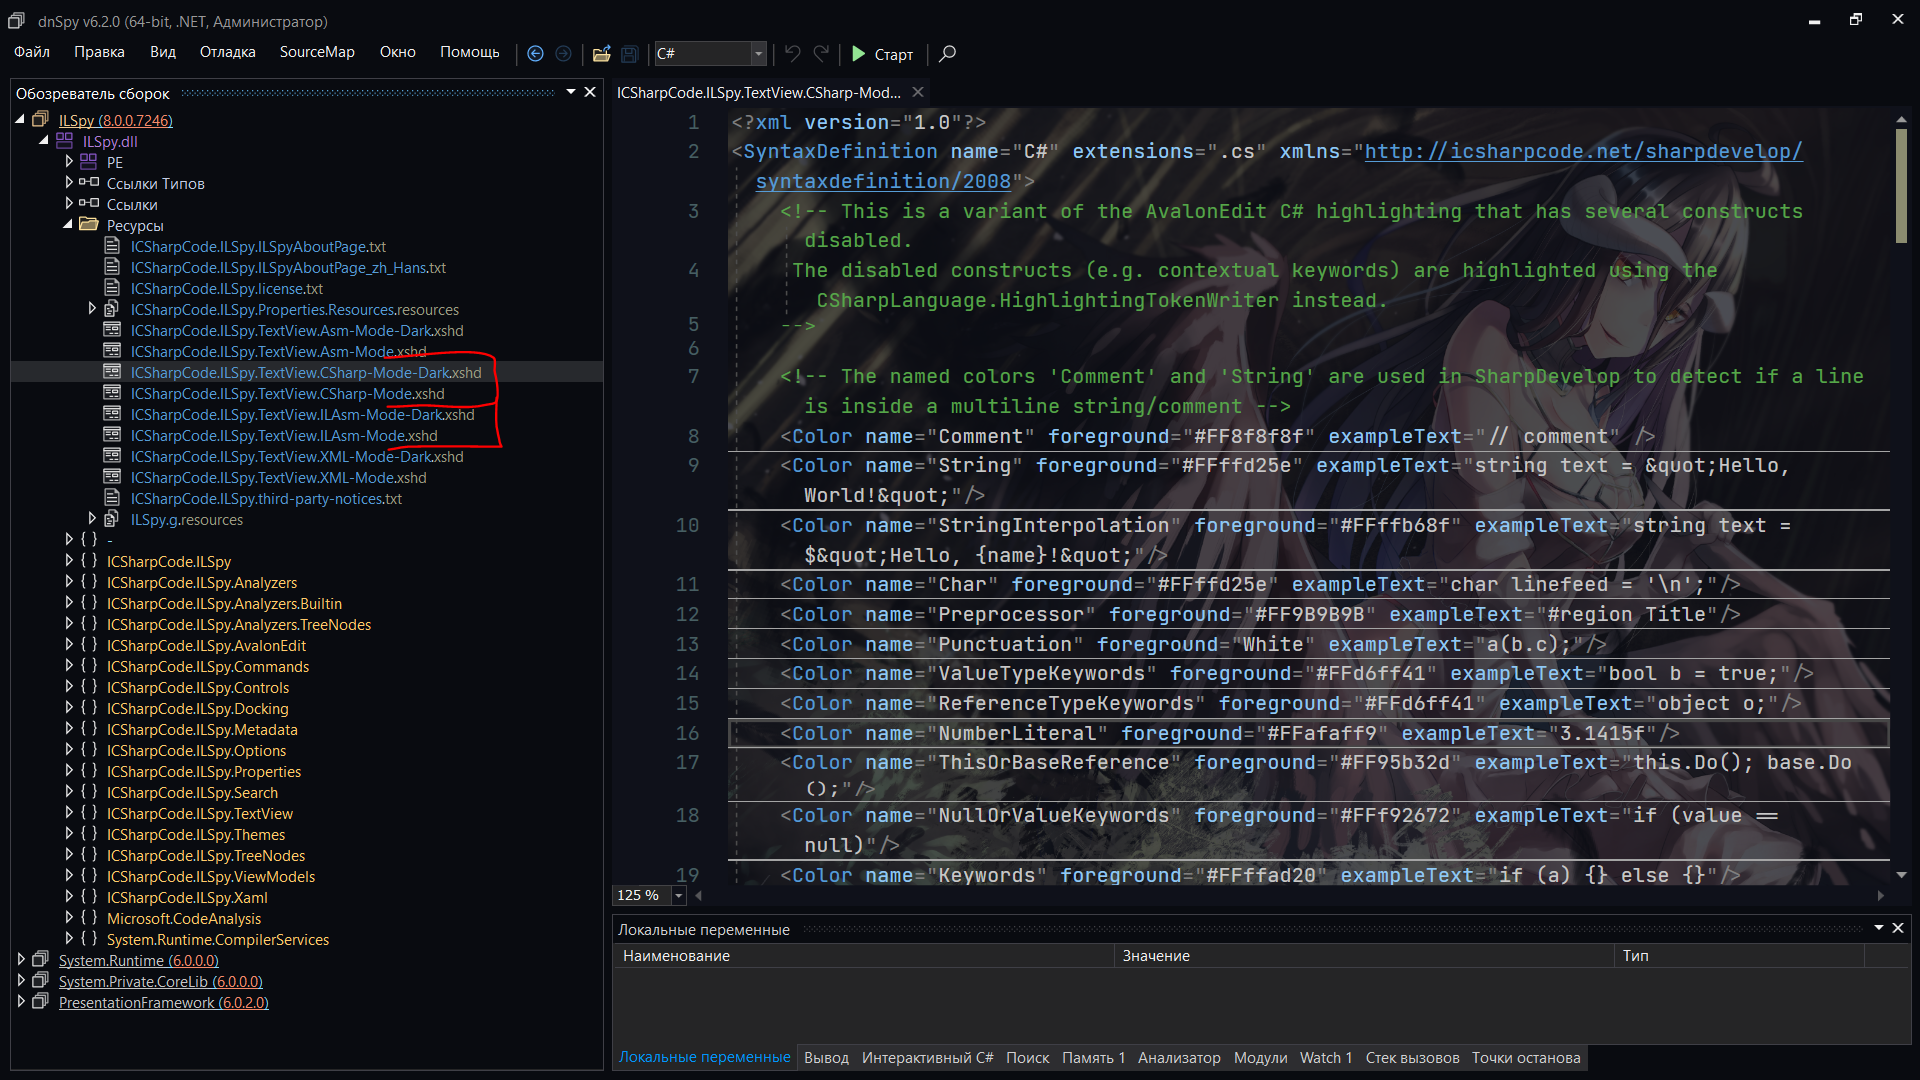 dnSpy v6.2.0 (64-bit, .NET, Администратор)
Файл Правка Вид Отладка SourceMap Окно Помощь C# Старт
Обозреватель сборок
ILSpy (8.0.0.7246)
ILSpy.dll
PE
Ссылки Типов
Ссылки
Ресурсы
ICSharpCode.ILSpy.ILSpyAboutPage.txt
ICSharpCode.ILSpy.ILSpyAboutPage_zh_Hans.txt
ICSharpCode.ILSpy.license.txt
ICSharpCode.ILSpy.Properties.Resources.resources
ICSharpCode.ILSpy.TextView.Asm-Mode-Dark.xshd
ICSharpCode.ILSpy.TextView.Asm-Mode.xshd
ICSharpCode.ILSpy.TextView.CSharp-Mode-Dark.xshd
ICSharpCode.ILSpy.TextView.CSharp-Mode.xshd
ICSharpCode.ILSpy.TextView.ILAsm-Mode-Dark.xshd
ICSharpCode.ILSpy.TextView.ILAsm-Mode.xshd
ICSharpCode.ILSpy.TextView.XML-Mode-Dark.xshd
ICSharpCode.ILSpy.TextView.XML-Mode.xshd
ICSharpCode.ILSpy.third-party-notices.txt
ILSpy.g.resources
{ } -
{ } ICSharpCode.ILSpy
{ } ICSharpCode.ILSpy.Analyzers
{ } ICSharpCode.ILSpy.Analyzers.Builtin
{ } ICSharpCode.ILSpy.Analyzers.TreeNodes
{ } ICSharpCode.ILSpy.AvalonEdit
{ } ICSharpCode.ILSpy.Commands
{ } ICSharpCode.ILSpy.Controls
{ } ICSharpCode.ILSpy.Docking
{ } ICSharpCode.ILSpy.Metadata
{ } ICSharpCode.ILSpy.Options
{ } ICSharpCode.ILSpy.Properties
{ } ICSharpCode.ILSpy.Search
{ } ICSharpCode.ILSpy.TextView
{ } ICSharpCode.ILSpy.Themes
{ } ICSharpCode.ILSpy.TreeNodes
{ } ICSharpCode.ILSpy.ViewModels
{ } ICSharpCode.ILSpy.Xaml
{ } Microsoft.CodeAnalysis
{ } System.Runtime.CompilerServices
System.Runtime (6.0.0.0)
System.Private.CoreLib (6.0.0.0)
PresentationFramework (6.0.2.0)
ICSharpCode.ILSpy.TextView.CSharp-Mod...
1 <?xml version="1.0"?>
2 <SyntaxDefinition name="C#" extensions=".cs" xmlns="http://icsharpcode.net/sharpdevelop/
syntaxdefinition/2008">
3 <!-- This is a variant of the AvalonEdit C# highlighting that has several constructs
disabled.
4 The disabled constructs (e.g. contextual keywords) are highlighted using the
CSharpLanguage.HighlightingTokenWriter instead.
5 -->
6
7 <!-- The named colors 'Comment' and 'String' are used in SharpDevelop to detect if a line
is inside a multiline string/comment -->
8 <Color name="Comment" foreground="#FF8f8f8f" exampleText="// comment" />
9 <Color name="String" foreground="#FFffd25e" exampleText="string text = &quot;Hello,
World!&quot;"/>
10 <Color name="StringInterpolation" foreground="#FFffb68f" exampleText="string text =
$&quot;Hello, {name}!&quot;"/>
11 <Color name="Char" foreground="#FFffd25e" exampleText="char linefeed = '\n';"/>
12 <Color name="Preprocessor" foreground="#FF9B9B9B" exampleText="#region Title"/>
13 <Color name="Punctuation" foreground="White" exampleText="a(b.c);"/>
14 <Color name="ValueTypeKeywords" foreground="#FFd6ff41" exampleText="bool b = true;"/>
15 <Color name="ReferenceTypeKeywords" foreground="#FFd6ff41" exampleText="object o;"/>
16 <Color name="NumberLiteral" foreground="#FFafaff9" exampleText="3.1415f"/>
17 <Color name="ThisOrBaseReference" foreground="#FF95b32d" exampleText="this.Do(); base.Do
();"/>
18 <Color name="NullOrValueKeywords" foreground="#FFf92672" exampleText="if (value ==
null)"/>
19 <Color name="Keywords" foreground="#FFffad20" exampleText="if (a) {} else {}"/>
125 %
Локальные переменные
Наименование Значение Тип
Локальные переменные Вывод Интерактивный C# Поиск Память 1 Анализатор Модули Watch 1 Стек вызовов Точки останова